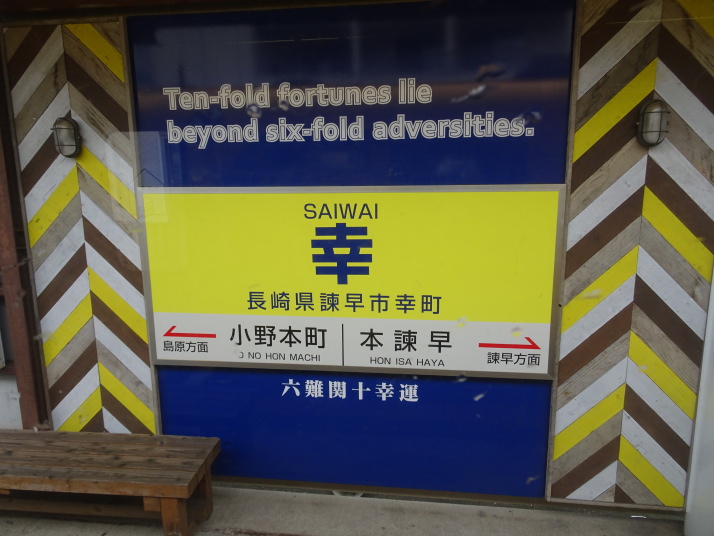 Ten-fold fortunes lie
beyond six-fold adversities.
SAIWAI
幸
長崎県諫早市幸町
小野本町 本諫早
島原方面 O NO HON MACHI HON ISA HAYA 諫早方面
六難関十幸運